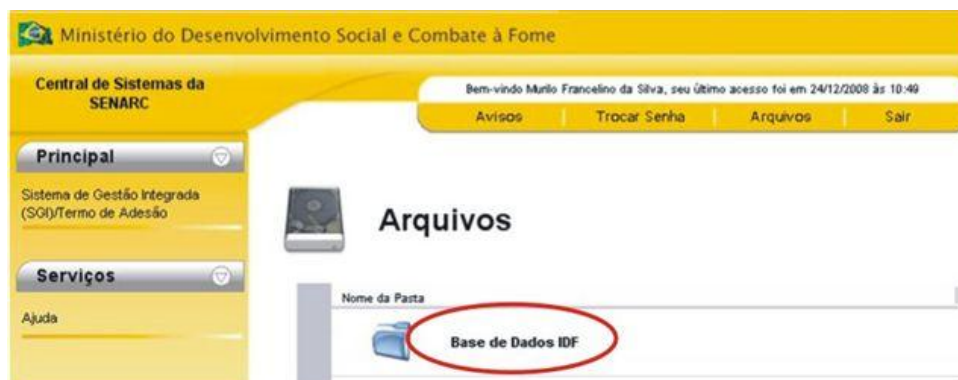 Ministério do Desenvolvimento Social e Combate à Fome
Central de Sistemas da
SENARC
Bem-vindo Murilo Francelino da Silva, seu último acesso foi em 24/12/2008 às 10:49
Avisos
Trocar Senha
Arquivos
Sair
Principal
Sistema de Gestão Integrada
(SGI)/Termo de Adesão
Arquivos
Serviços
Ajuda
Nome da Pasta
Base de Dados IDF